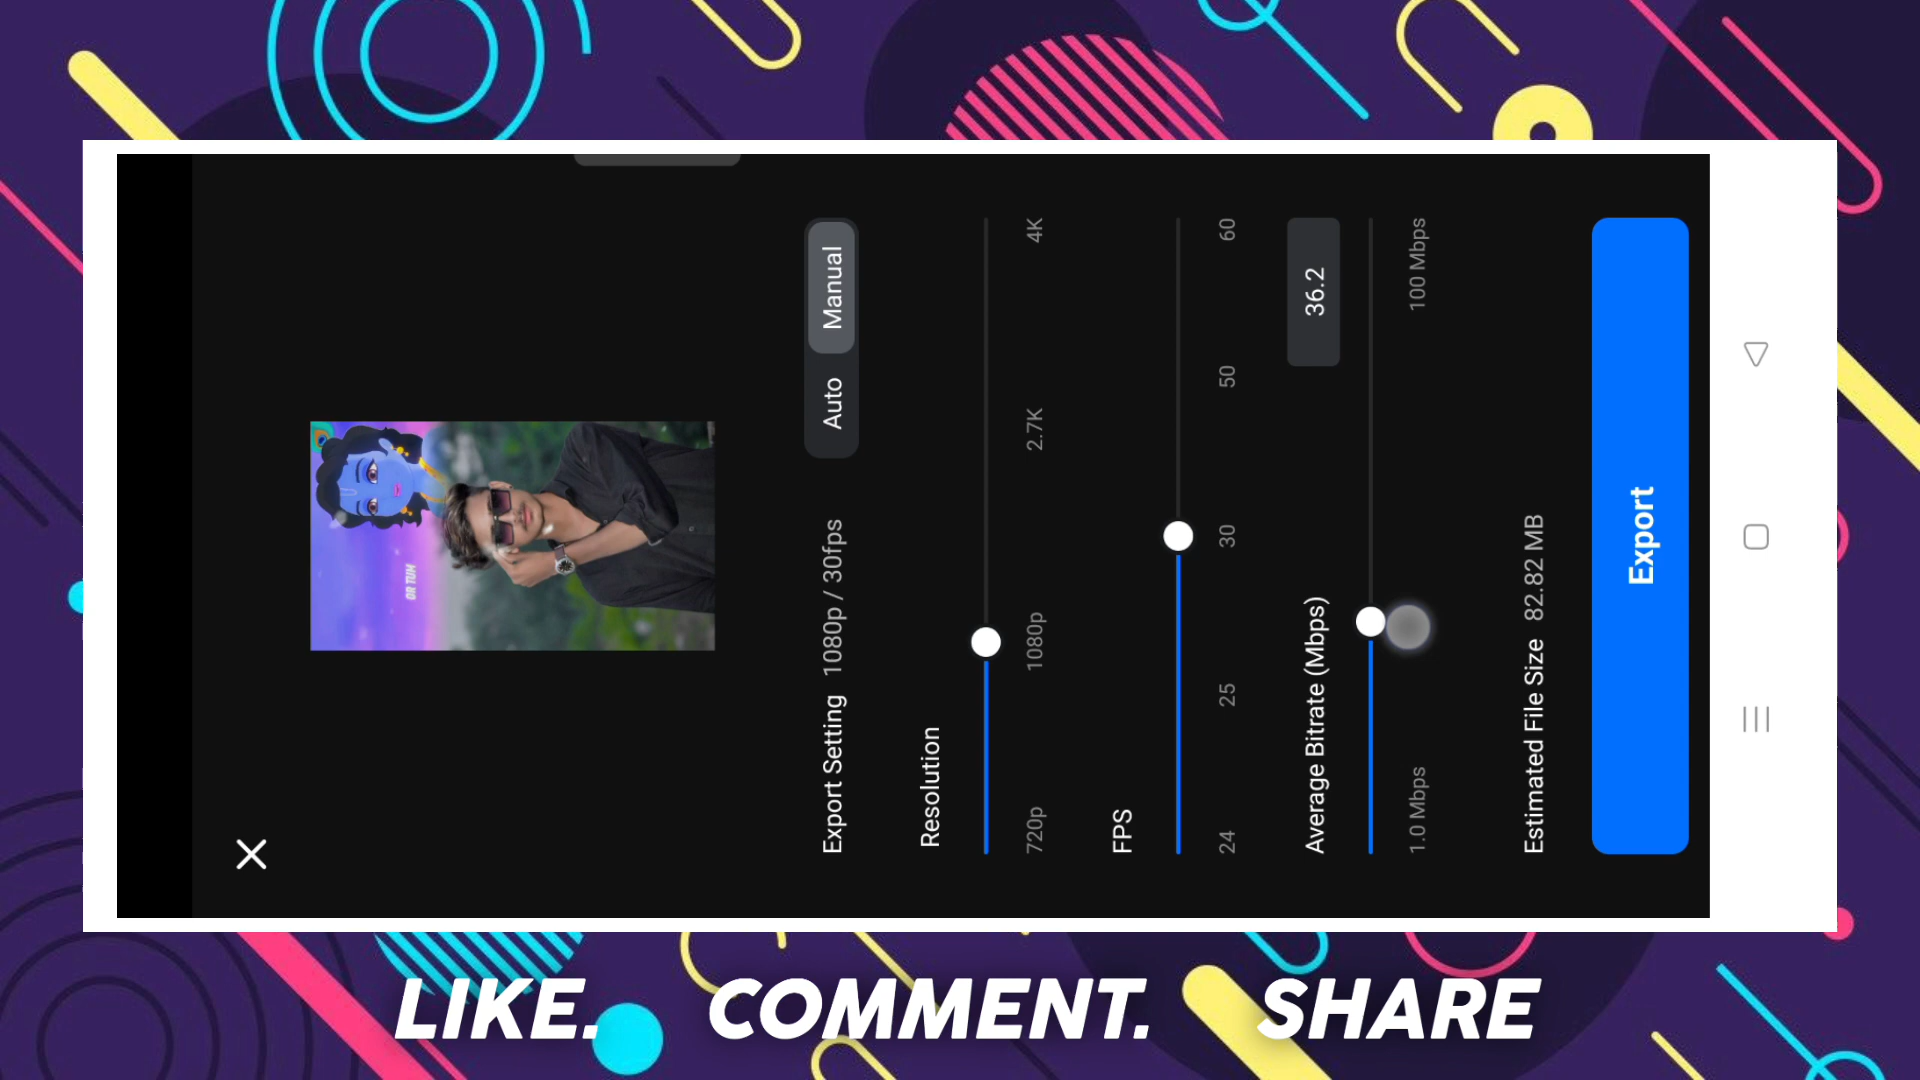 OR TUM
Export Setting 1080p / 30fps
Auto Manual
Resolution
720p 1080p 2.7K 4K
FPS
24 25 30 50 60
Average Bitrate (Mbps) 36.2
1.0 Mbps 100 Mbps
Estimated File Size 82.82 MB
Export
LIKE. COMMENT. SHARE